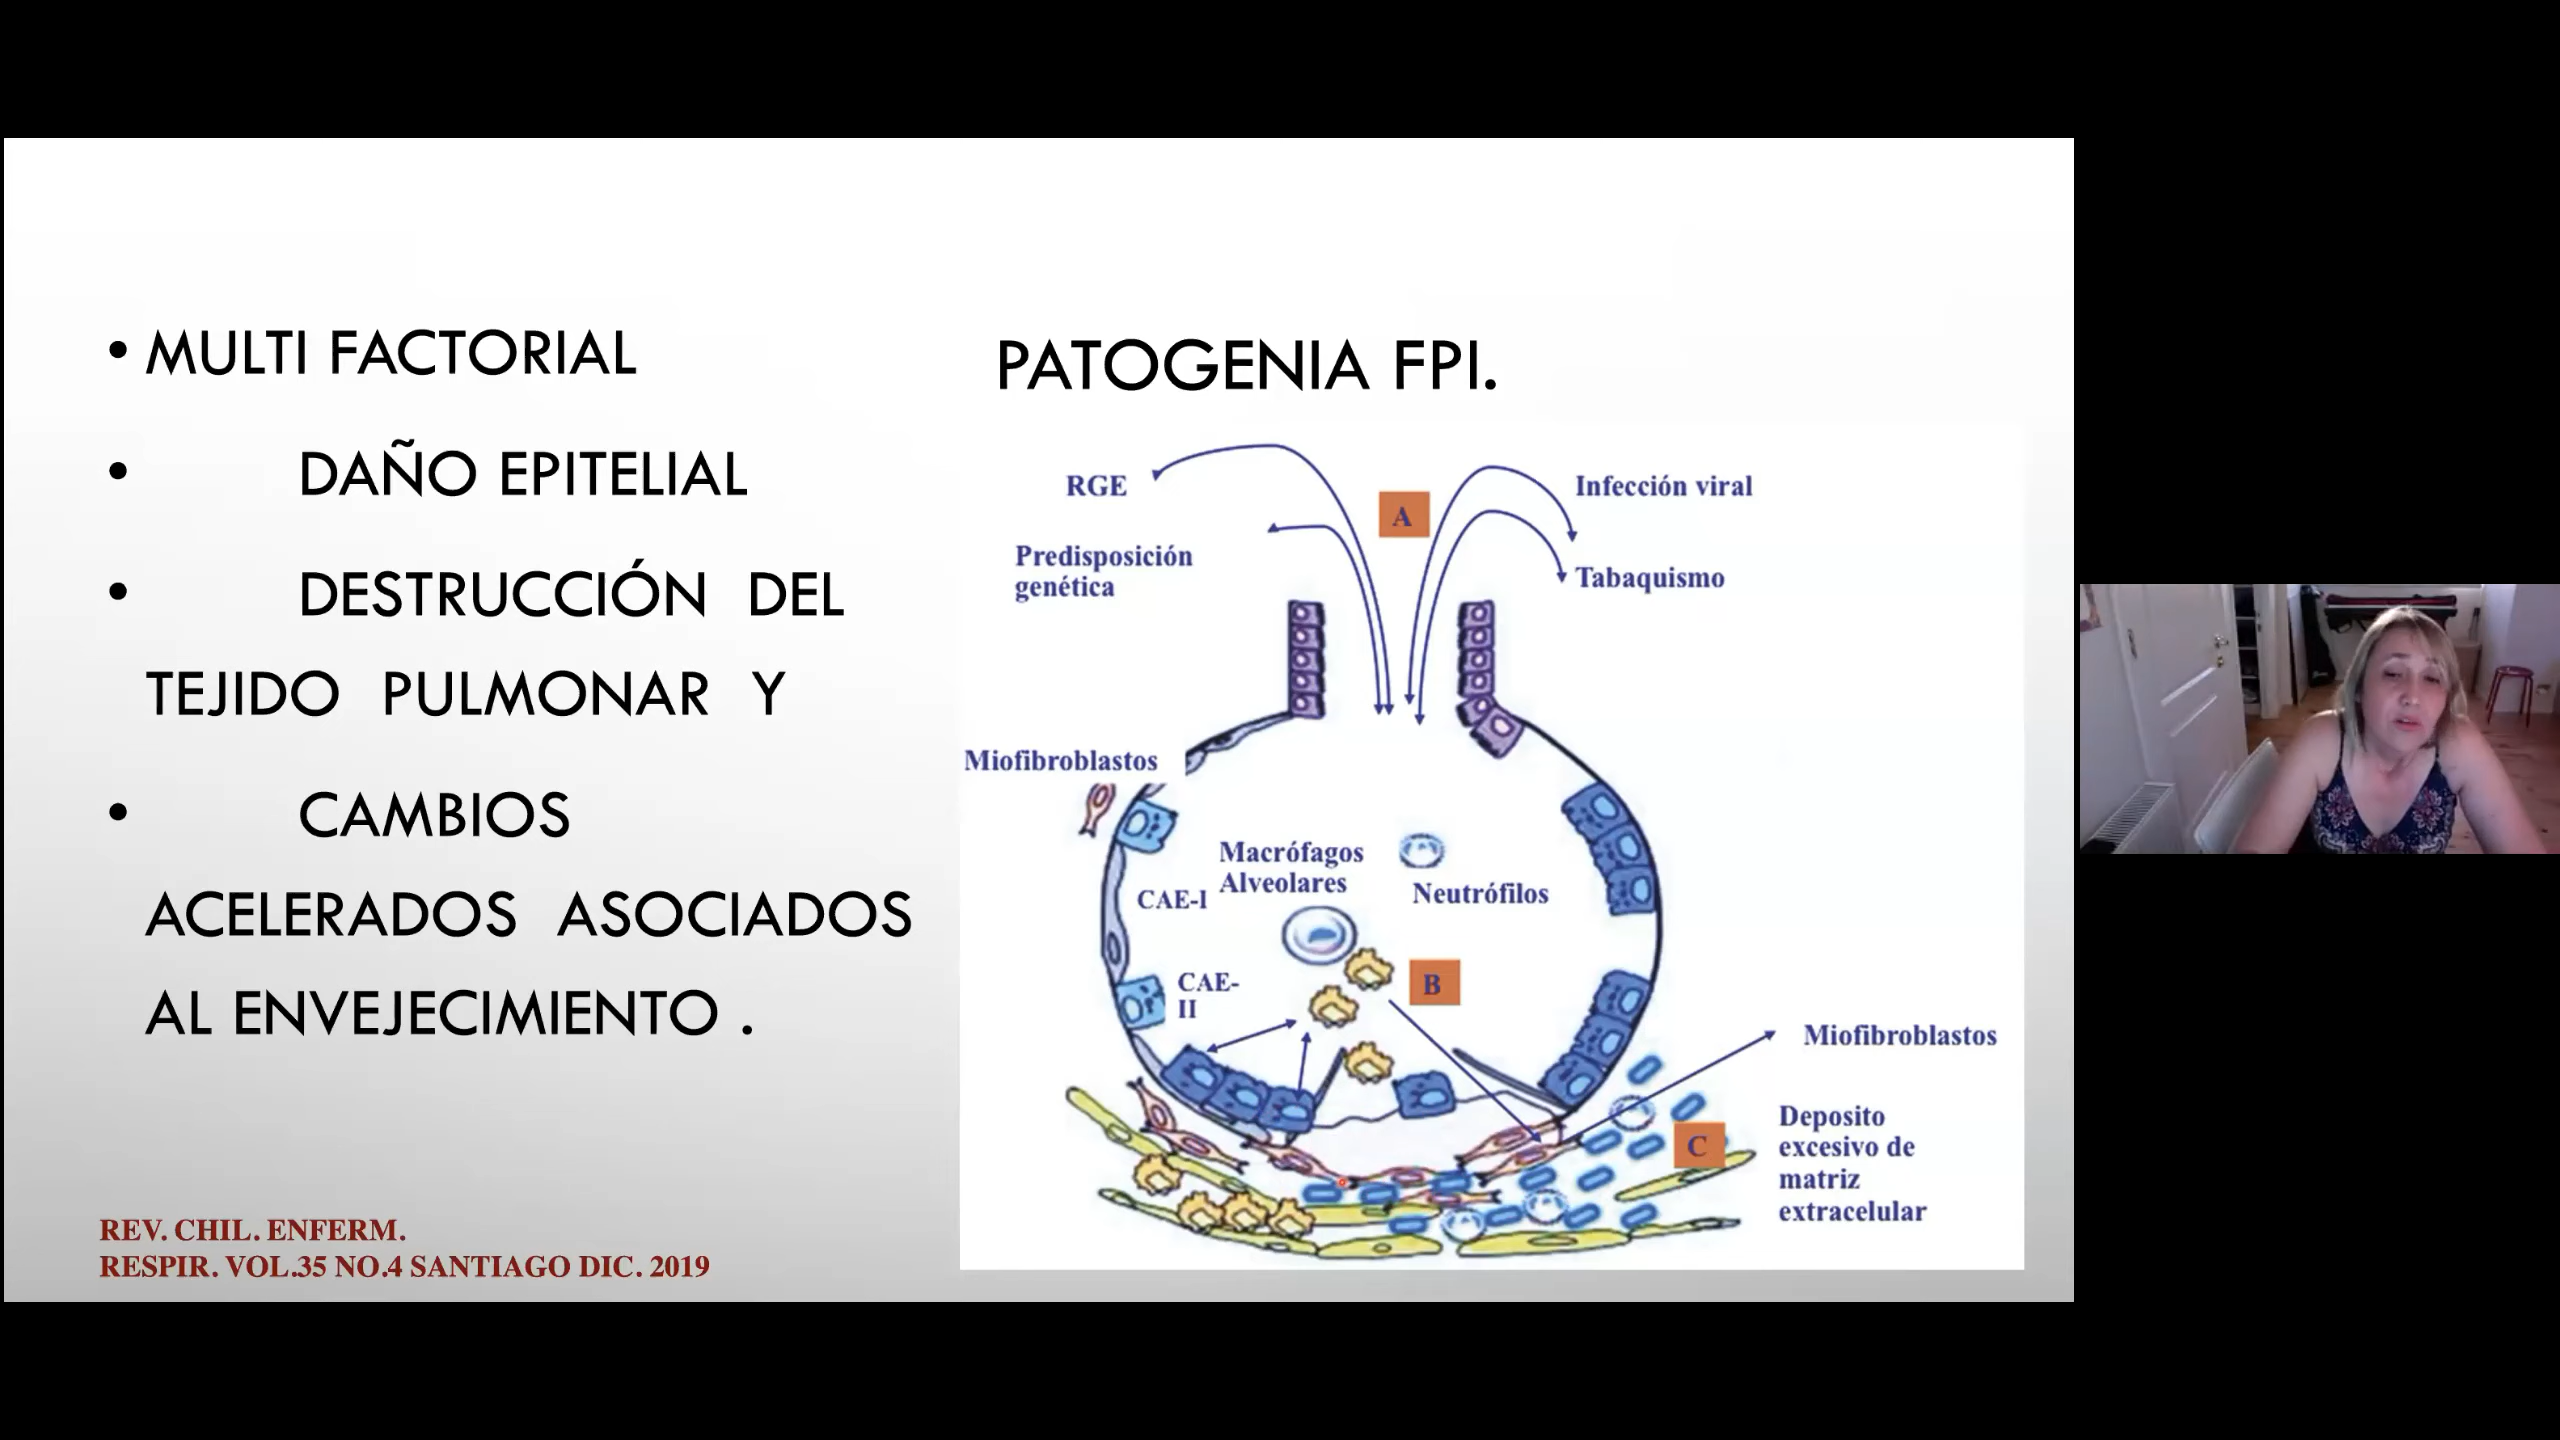 • MULTI FACTORIAL
• DAÑO EPITELIAL
• DESTRUCCIÓN DEL
TEJIDO PULMONAR Y
• CAMBIOS
ACELERADOS ASOCIADOS
AL ENVEJECIMIENTO .
REV. CHIL. ENFERM.
RESPIR. VOL.35 NO.4 SANTIAGO DIC. 2019
PATOGENIA FPI.
RGE
A
Infección viral
Predisposición
genética
Tabaquismo
Miofibroblastos
Macrófagos
Alveolares
CAE-I
Neutrófilos
CAE-
II
B
Miofibroblastos
C
Deposito
excesivo de
matriz
extracelular